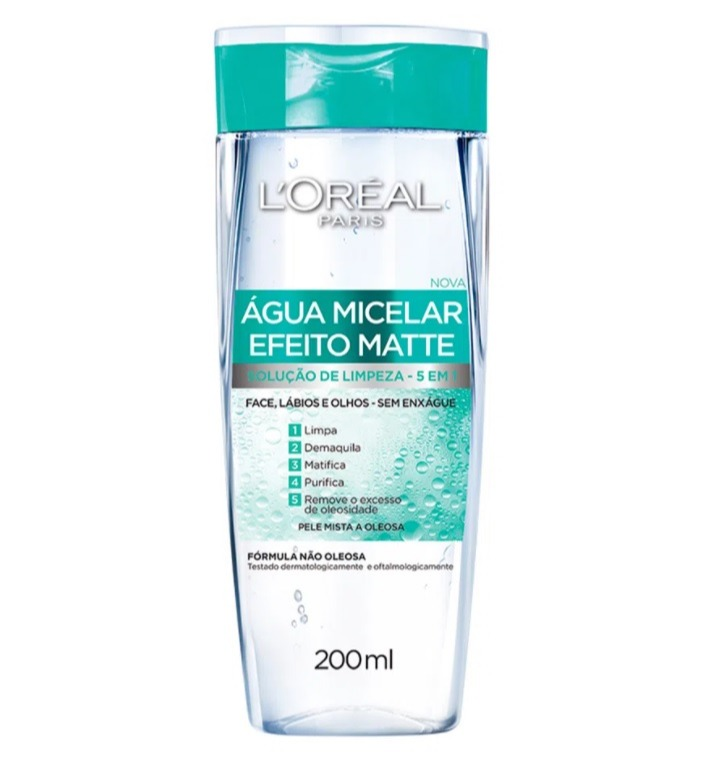 L'ORÉAL
PARIS
NOVA
ÁGUA MICELAR
EFEITO MATTE
SOLUÇÃO DE LIMPEZA - 5 EM 1
FACE, LÁBIOS E OLHOS - SEM ENXÁGUE
1 Limpa
2 Demaquila
3 Matifica
4 Purifica
5 Remove o excesso
de oleosidade
PELE MISTA A OLEOSA
FÓRMULA NÃO OLEOSA
Testado dermatologicamente e oftalmologicamente
200ml